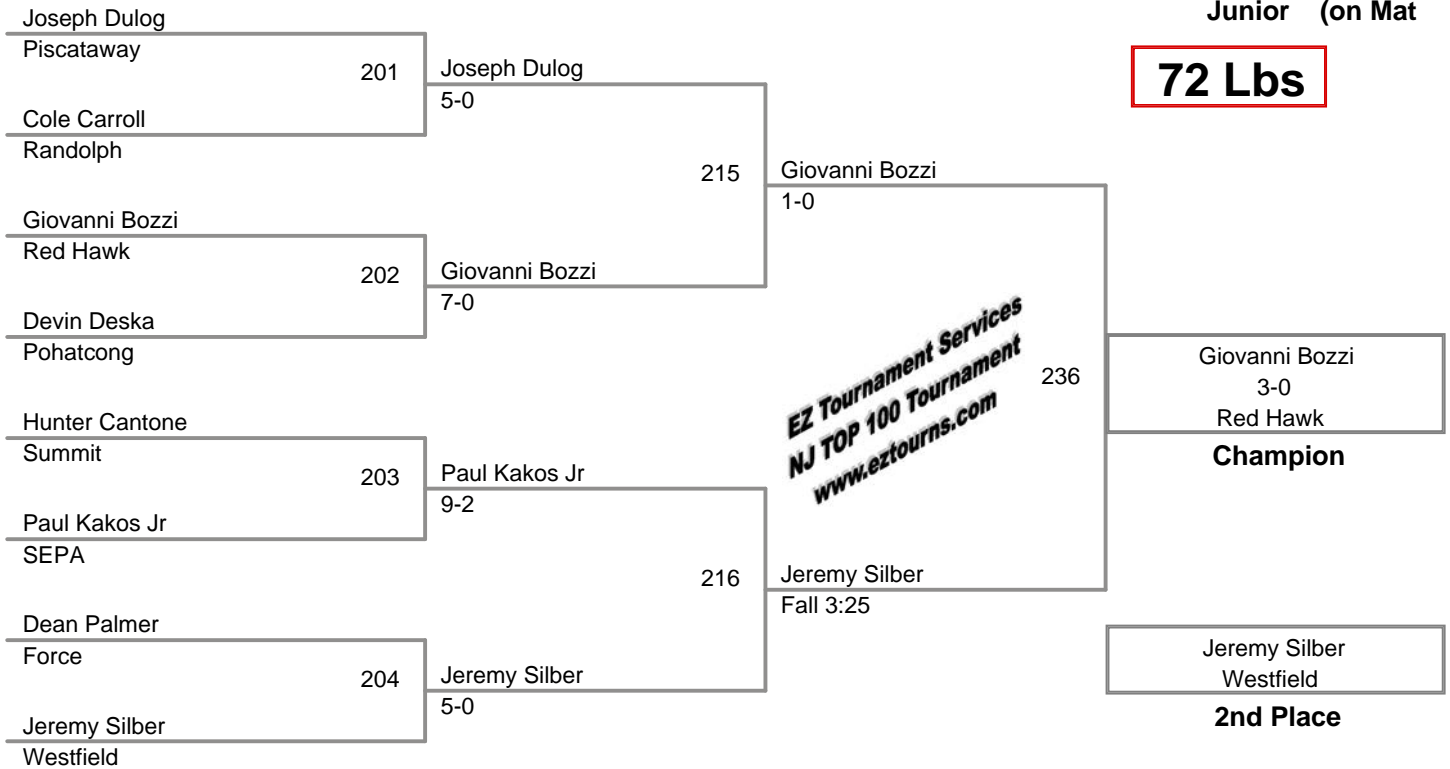 Junior (on Mat
72 Lbs
Joseph Dulog
Piscataway
201
Cole Carroll
Randolph
Joseph Dulog
5-0
Giovanni Bozzi
Red Hawk
202
Devin Deska
Pohatcong
Giovanni Bozzi
7-0
215
Giovanni Bozzi
1-0
Hunter Cantone
Summit
203
Paul Kakos Jr
SEPA
Paul Kakos Jr
9-2
Dean Palmer
Force
204
Jeremy Silber
Westfield
Jeremy Silber
5-0
216
Jeremy Silber
Fall 3:25
EZ Tournament Services
NJ TOP 100 Tournament
www.eztourns.com
236
Giovanni Bozzi
3-0
Red Hawk
Champion
Jeremy Silber
Westfield
2nd Place